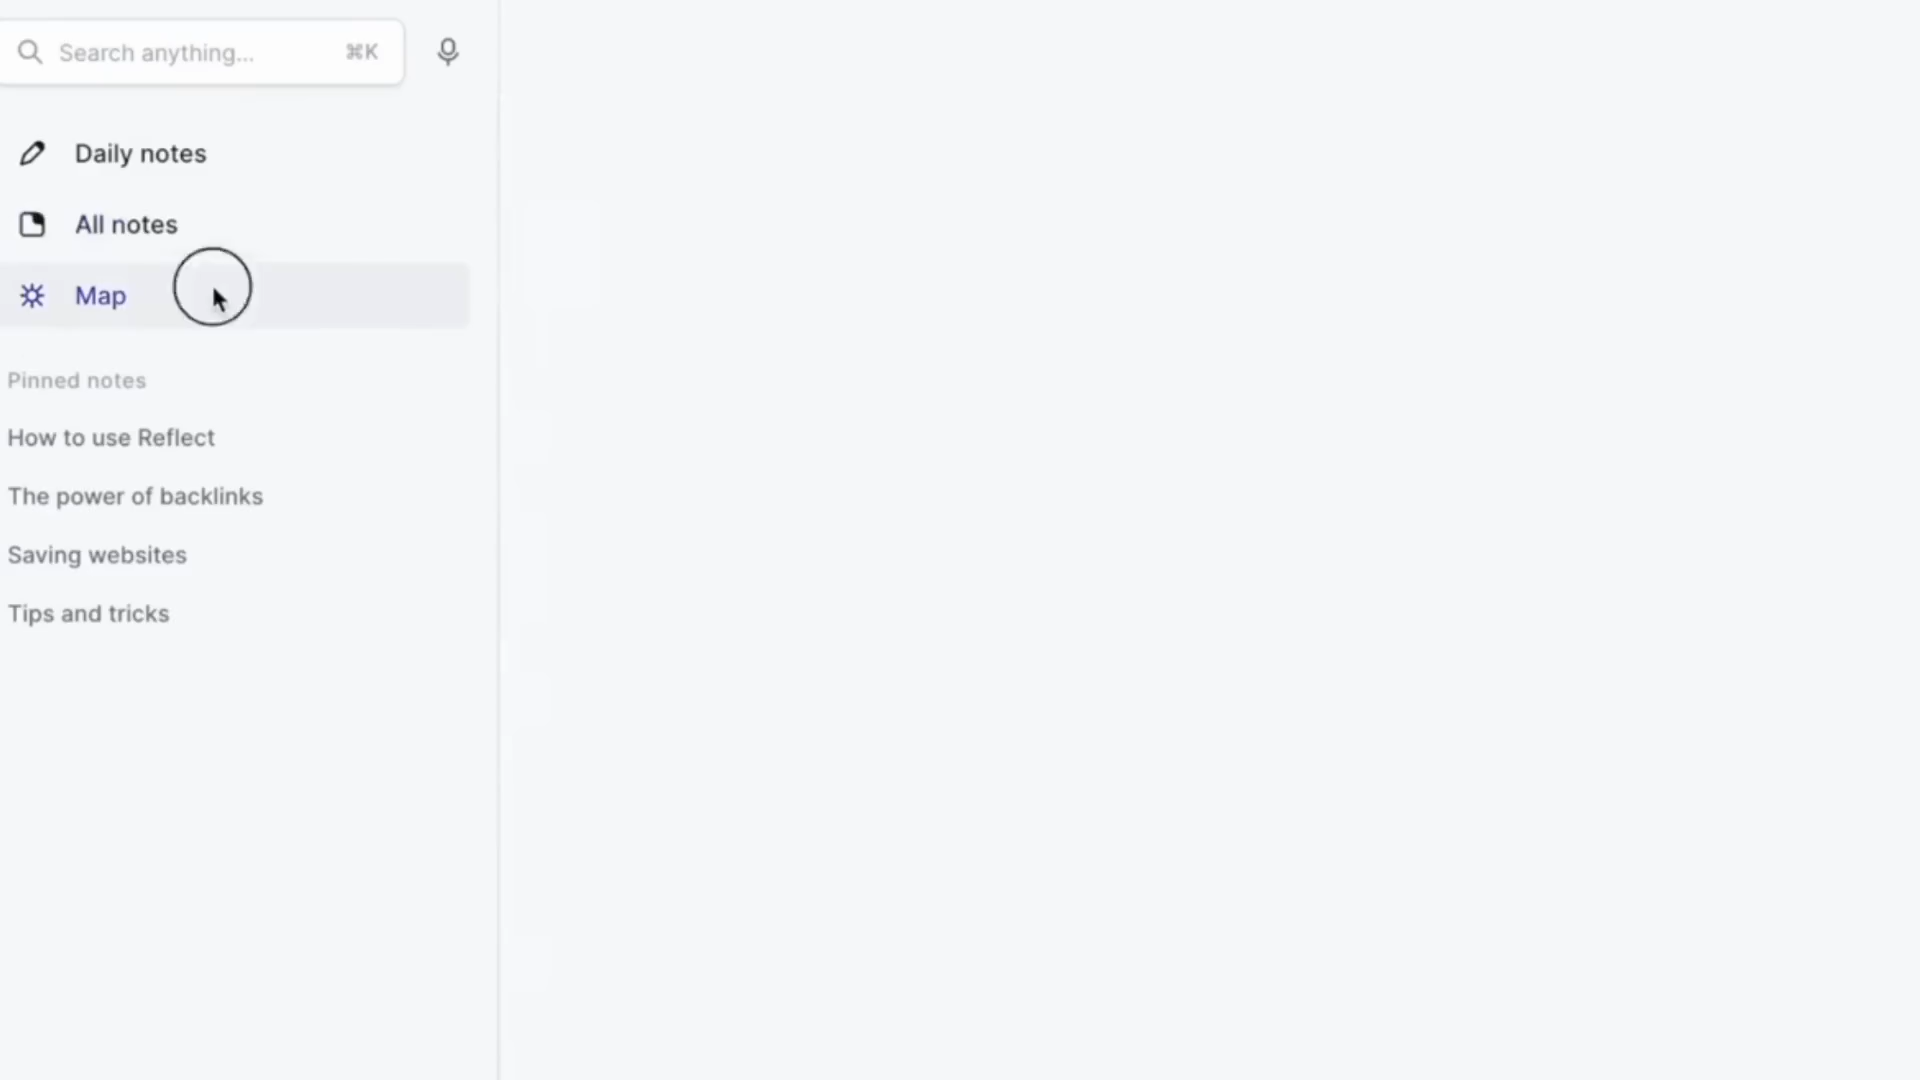 Search anything... ⌘K
Daily notes
All notes
Map
Pinned notes
How to use Reflect
The power of backlinks
Saving websites
Tips and tricks